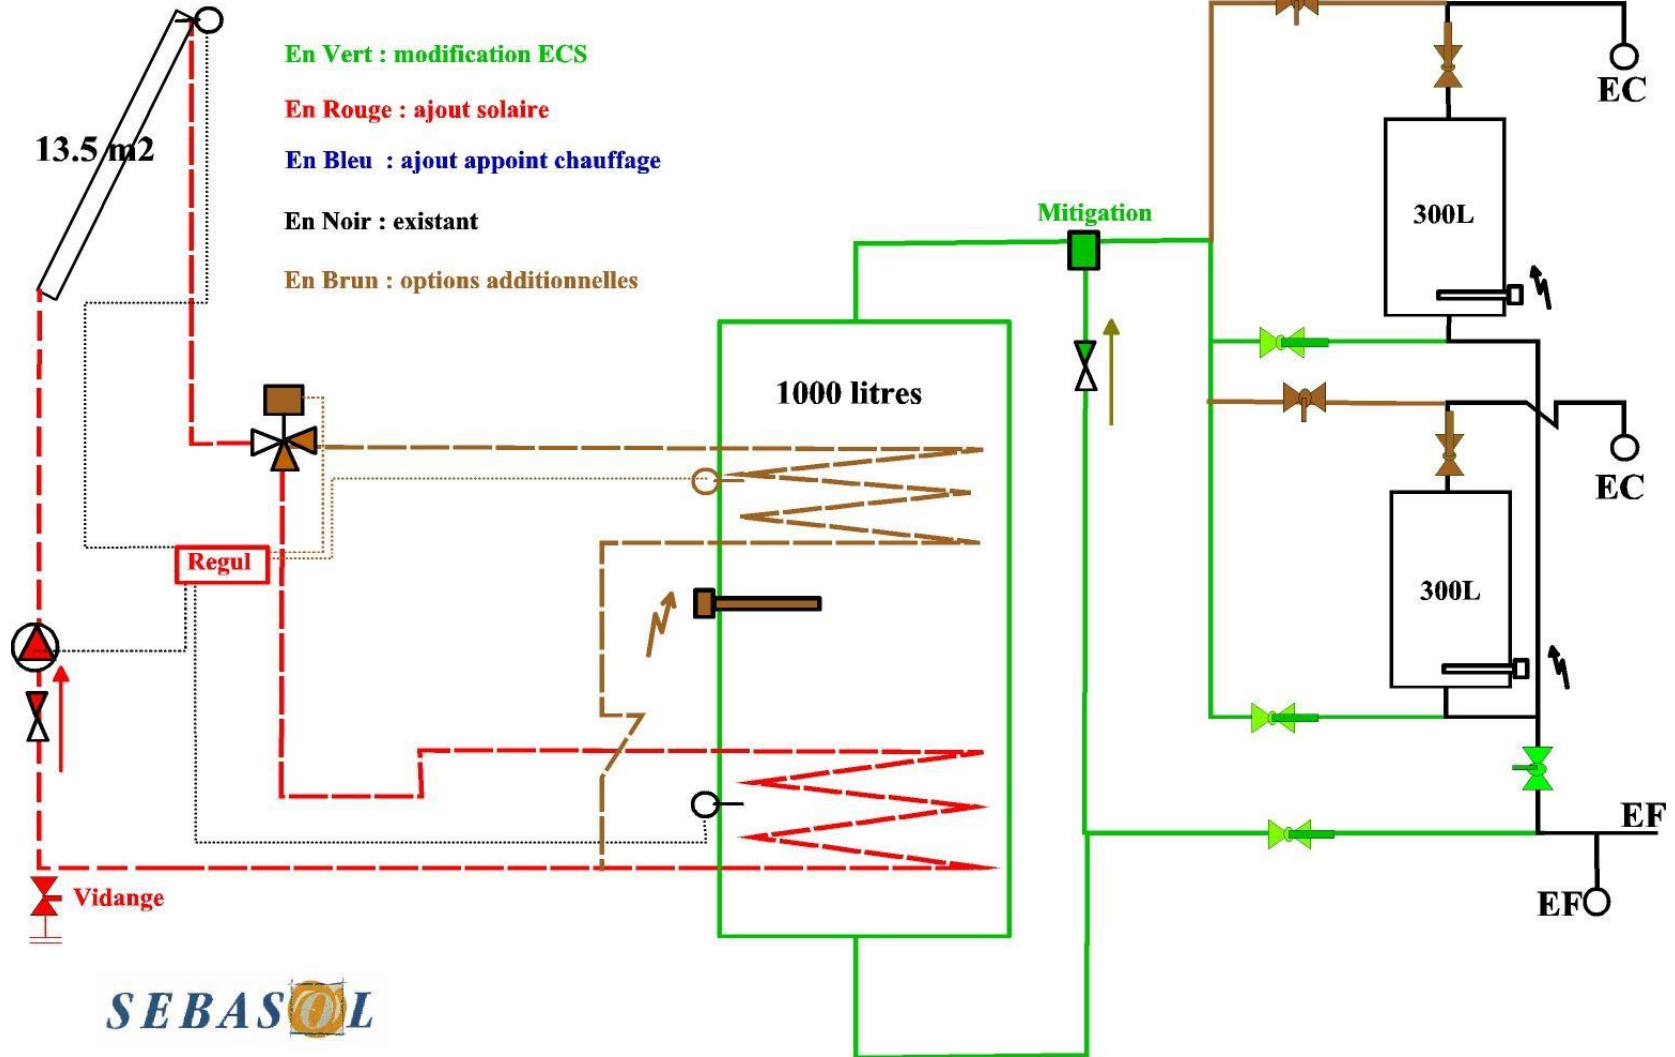 En Vert : modification ECS
En Rouge : ajout solaire
13.5 m2
En Bleu : ajout appoint chauffage
En Noir : existant
En Brun : options additionnelles
EC
Mitigation
300L
1000 litres
EC
Regul
300L
EF
Vidange
EF
SEBASOL